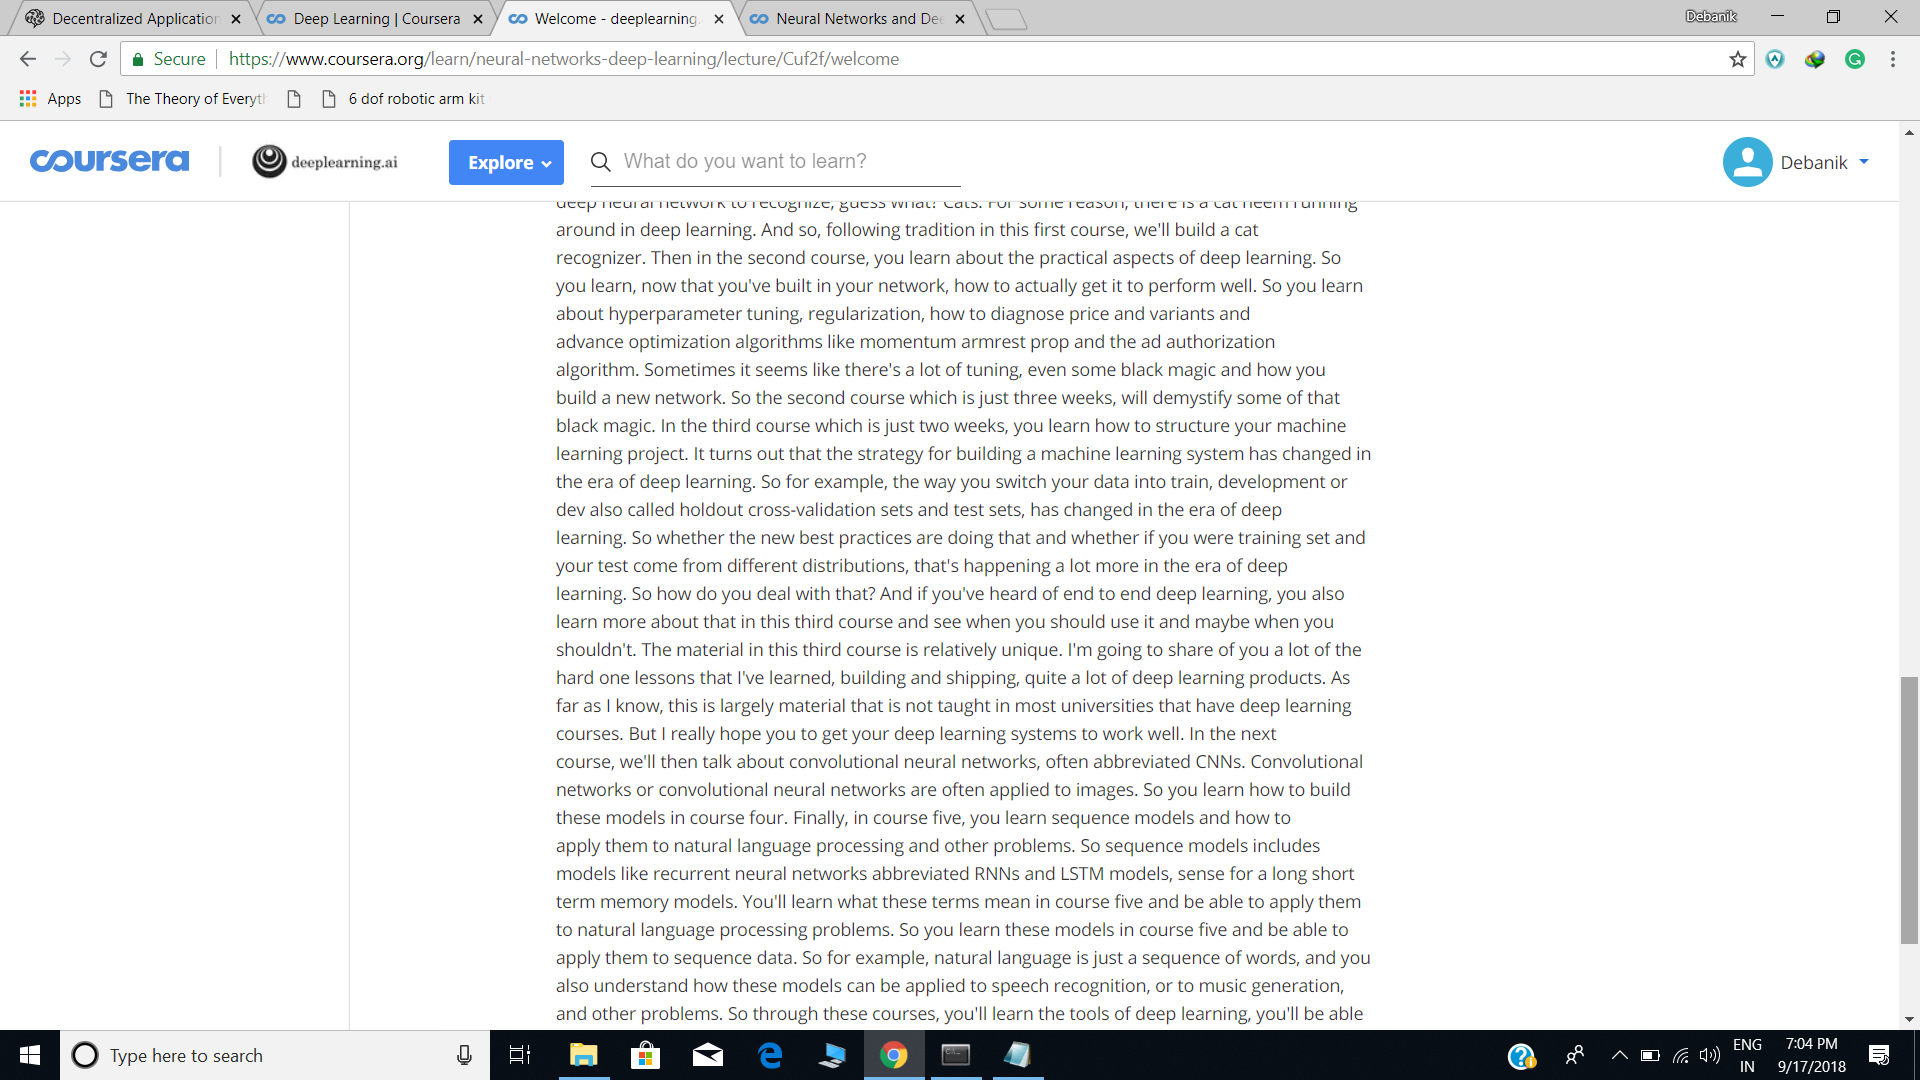 Decentralized Application
Deep Learning | Coursera
Welcome - deeplearning.
Neural Networks and Dee
Debanik
Secure
https://www.coursera.org/learn/neural-networks-deep-learning/lecture/Cuf2f/welcome
Apps
The Theory of Everyth
6 dof robotic arm kit
coursera
deeplearning.ai
Explore
What do you want to learn?
Debanik
deep neural network to recognize, guess what? Cats. For some reason, there is a cat neem running
around in deep learning. And so, following tradition in this first course, we'll build a cat
recognizer. Then in the second course, you learn about the practical aspects of deep learning. So
you learn, now that you've built in your network, how to actually get it to perform well. So you learn
about hyperparameter tuning, regularization, how to diagnose price and variants and
advance optimization algorithms like momentum armrest prop and the ad authorization
algorithm. Sometimes it seems like there's a lot of tuning, even some black magic and how you
build a new network. So the second course which is just three weeks, will demystify some of that
black magic. In the third course which is just two weeks, you learn how to structure your machine
learning project. It turns out that the strategy for building a machine learning system has changed in
the era of deep learning. So for example, the way you switch your data into train, development or
dev also called holdout cross-validation sets and test sets, has changed in the era of deep
learning. So whether the new best practices are doing that and whether if you were training set and
your test come from different distributions, that's happening a lot more in the era of deep
learning. So how do you deal with that? And if you've heard of end to end deep learning, you also
learn more about that in this third course and see when you should use it and maybe when you
shouldn't. The material in this third course is relatively unique. I'm going to share of you a lot of the
hard one lessons that I've learned, building and shipping, quite a lot of deep learning products. As
far as I know, this is largely material that is not taught in most universities that have deep learning
courses. But I really hope you to get your deep learning systems to work well. In the next
course, we'll then talk about convolutional neural networks, often abbreviated CNNs. Convolutional
networks or convolutional neural networks are often applied to images. So you learn how to build
these models in course four. Finally, in course five, you learn sequence models and how to
apply them to natural language processing and other problems. So sequence models includes
models like recurrent neural networks abbreviated RNNs and LSTM models, sense for a long short
term memory models. You'll learn what these terms mean in course five and be able to apply them
to natural language processing problems. So you learn these models in course five and be able to
apply them to sequence data. So for example, natural language is just a sequence of words, and you
also understand how these models can be applied to speech recognition, or to music generation,
and other problems. So through these courses, you'll learn the tools of deep learning, you'll be able
Type here to search
ENG
IN
7:04 PM
9/17/2018